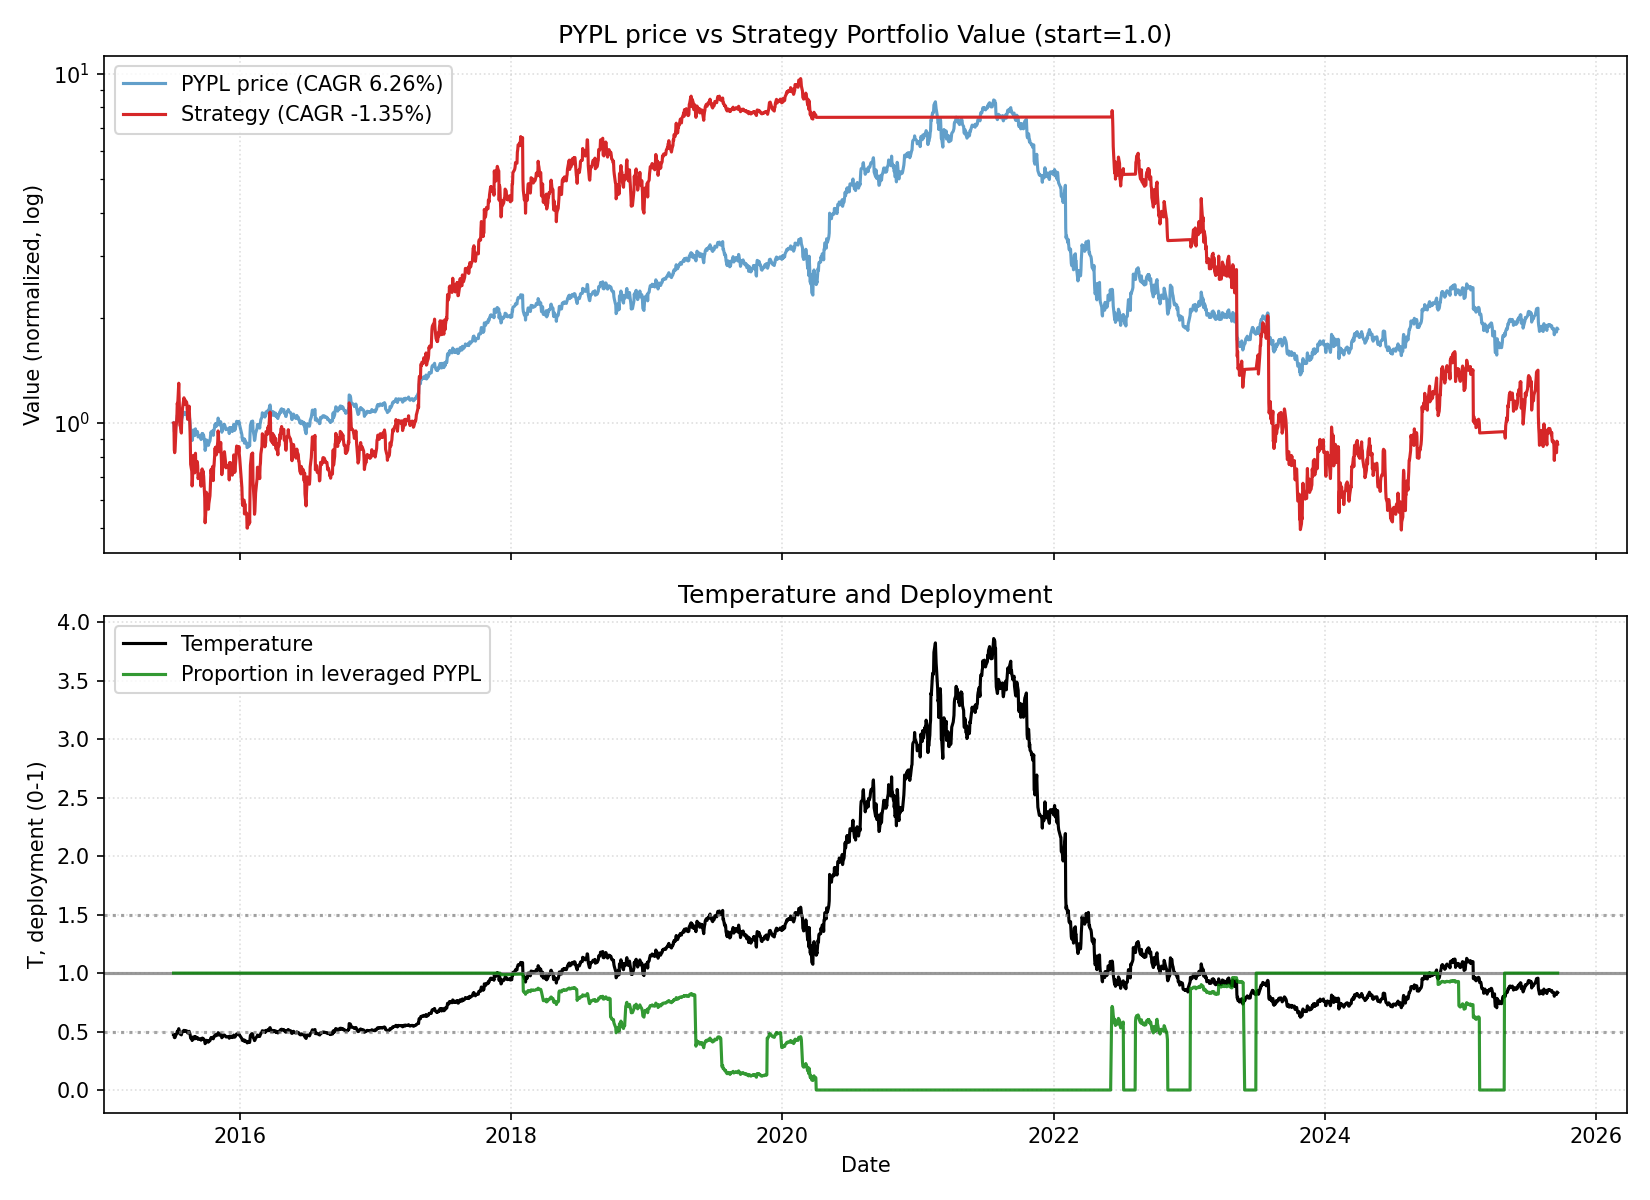 PYPL price vs Strategy Portfolio Value (start=1.0)
PYPL price (CAGR 6.26%)
Strategy (CAGR -1.35%)
Value (normalized, log)
10¹
10⁰
Temperature and Deployment
Temperature
Proportion in leveraged PYPL
T, deployment (0-1)
4.0
3.5
3.0
2.5
2.0
1.5
1.0
0.5
0.0
2016 2018 2020 2022 2024 2026
Date